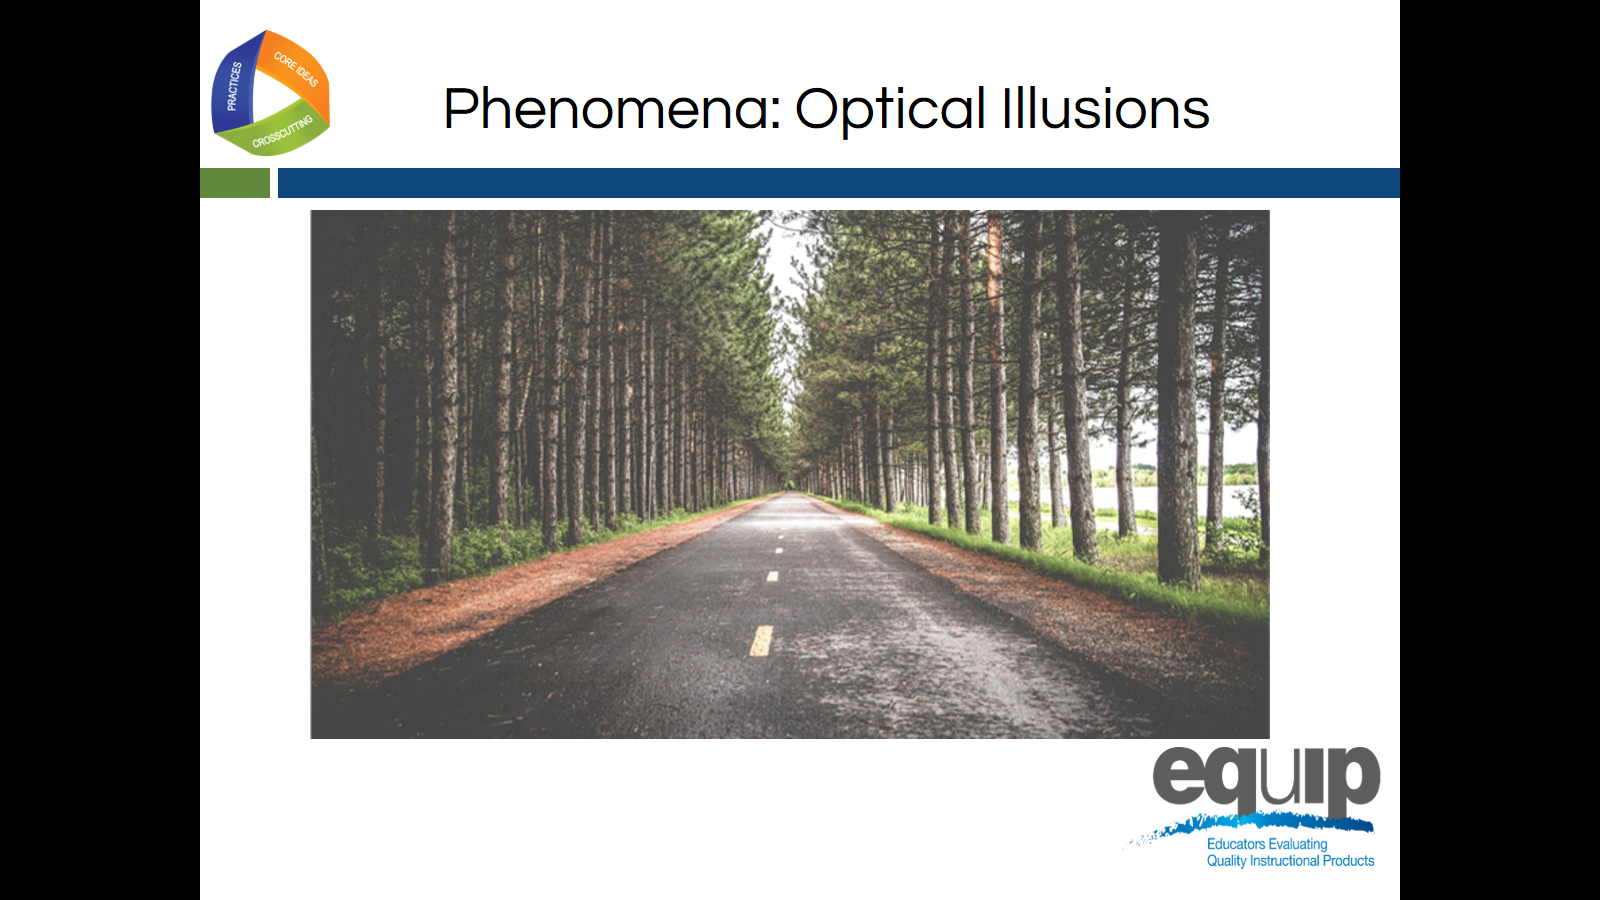 PRACTICES
CORE IDEAS
CROSSCUTTING
Phenomena: Optical Illusions
equip
Educators Evaluating
Quality Instructional Products